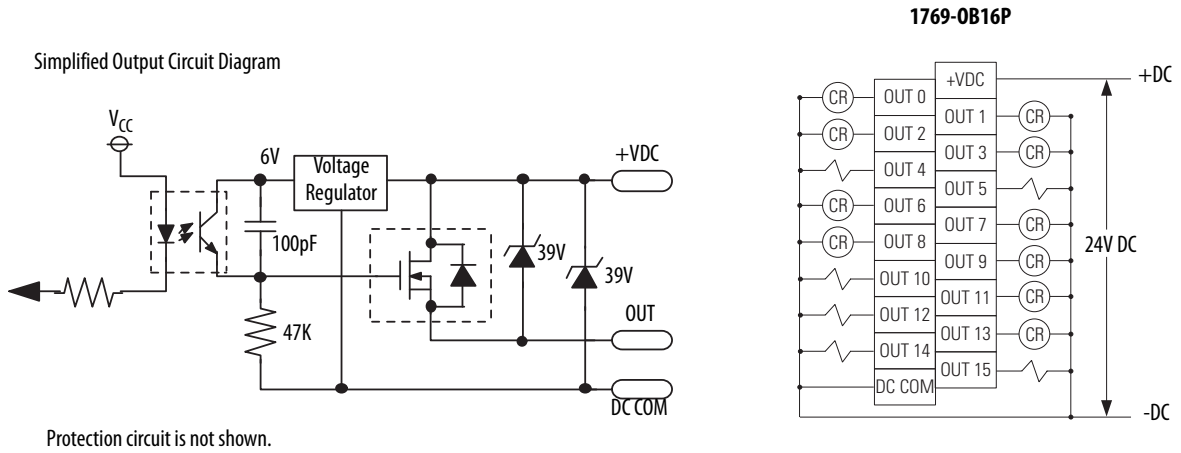 1769-OB16P
Simplified Output Circuit Diagram
VCC
6V
Voltage
Regulator
+VDC
100pF
39V
39V
47K
OUT
DC COM
Protection circuit is not shown.
+VDC
+DC
CR
OUT 0
OUT 1
CR
CR
OUT 2
OUT 3
CR
OUT 4
OUT 5
CR
OUT 6
OUT 7
CR
CR
OUT 8
24V DC
OUT 9
CR
OUT 10
OUT 11
CR
OUT 12
OUT 13
CR
OUT 14
OUT 15
DC COM
-DC